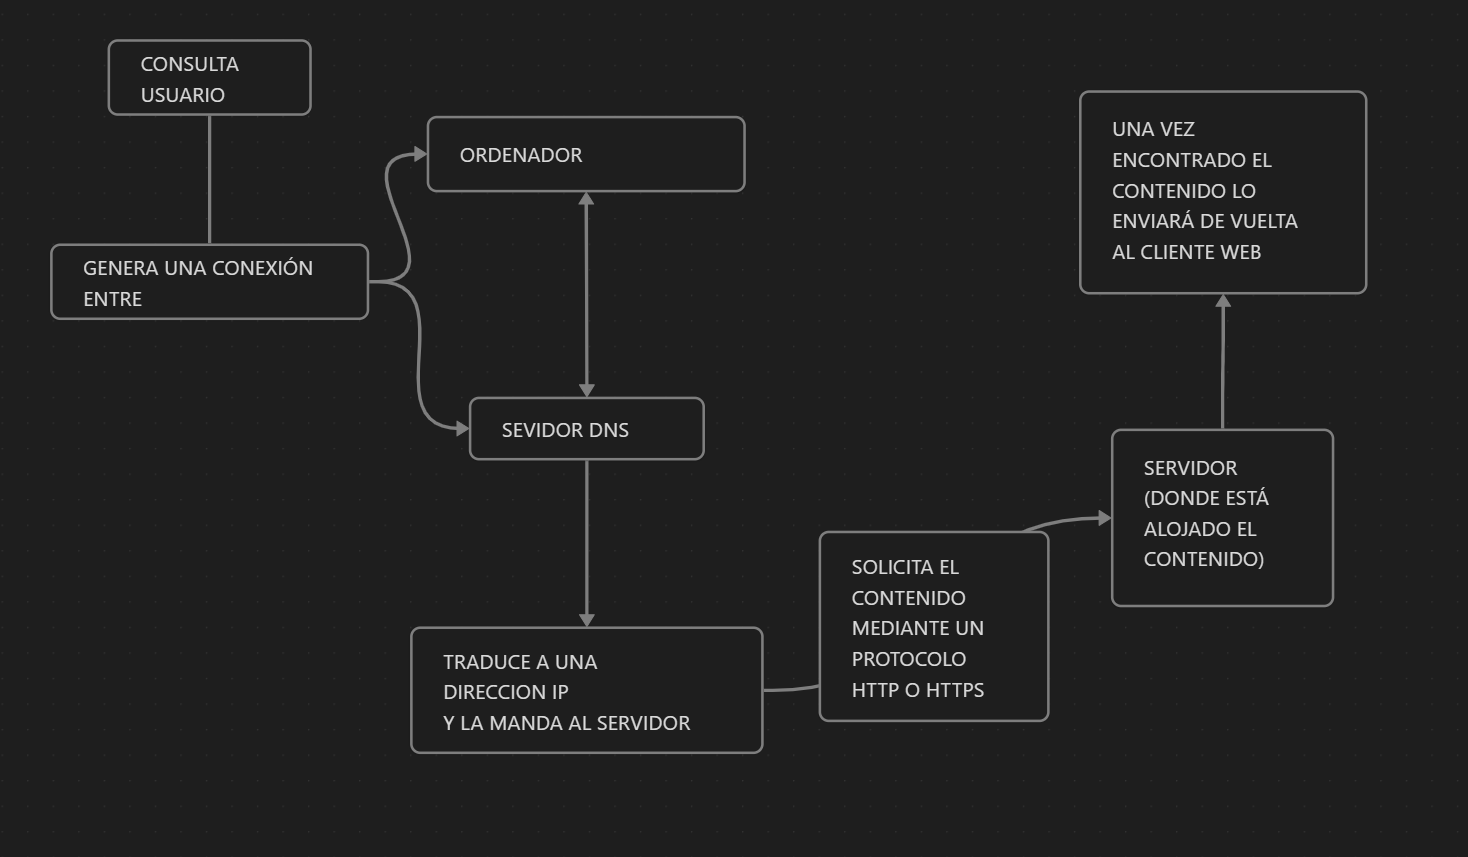 CONSULTA
USUARIO
GENERA UNA CONEXIÓN
ENTRE
ORDENADOR
SEVIDOR DNS
TRADUCE A UNA
DIRECCION IP
Y LA MANDA AL SERVIDOR
SOLICITA EL
CONTENIDO
MEDIANTE UN
PROTOCOLO
HTTP O HTTPS
SERVIDOR
(DONDE ESTÁ
ALOJADO EL
CONTENIDO)
UNA VEZ
ENCONTRADO EL
CONTENIDO LO
ENVIARÁ DE VUELTA
AL CLIENTE WEB